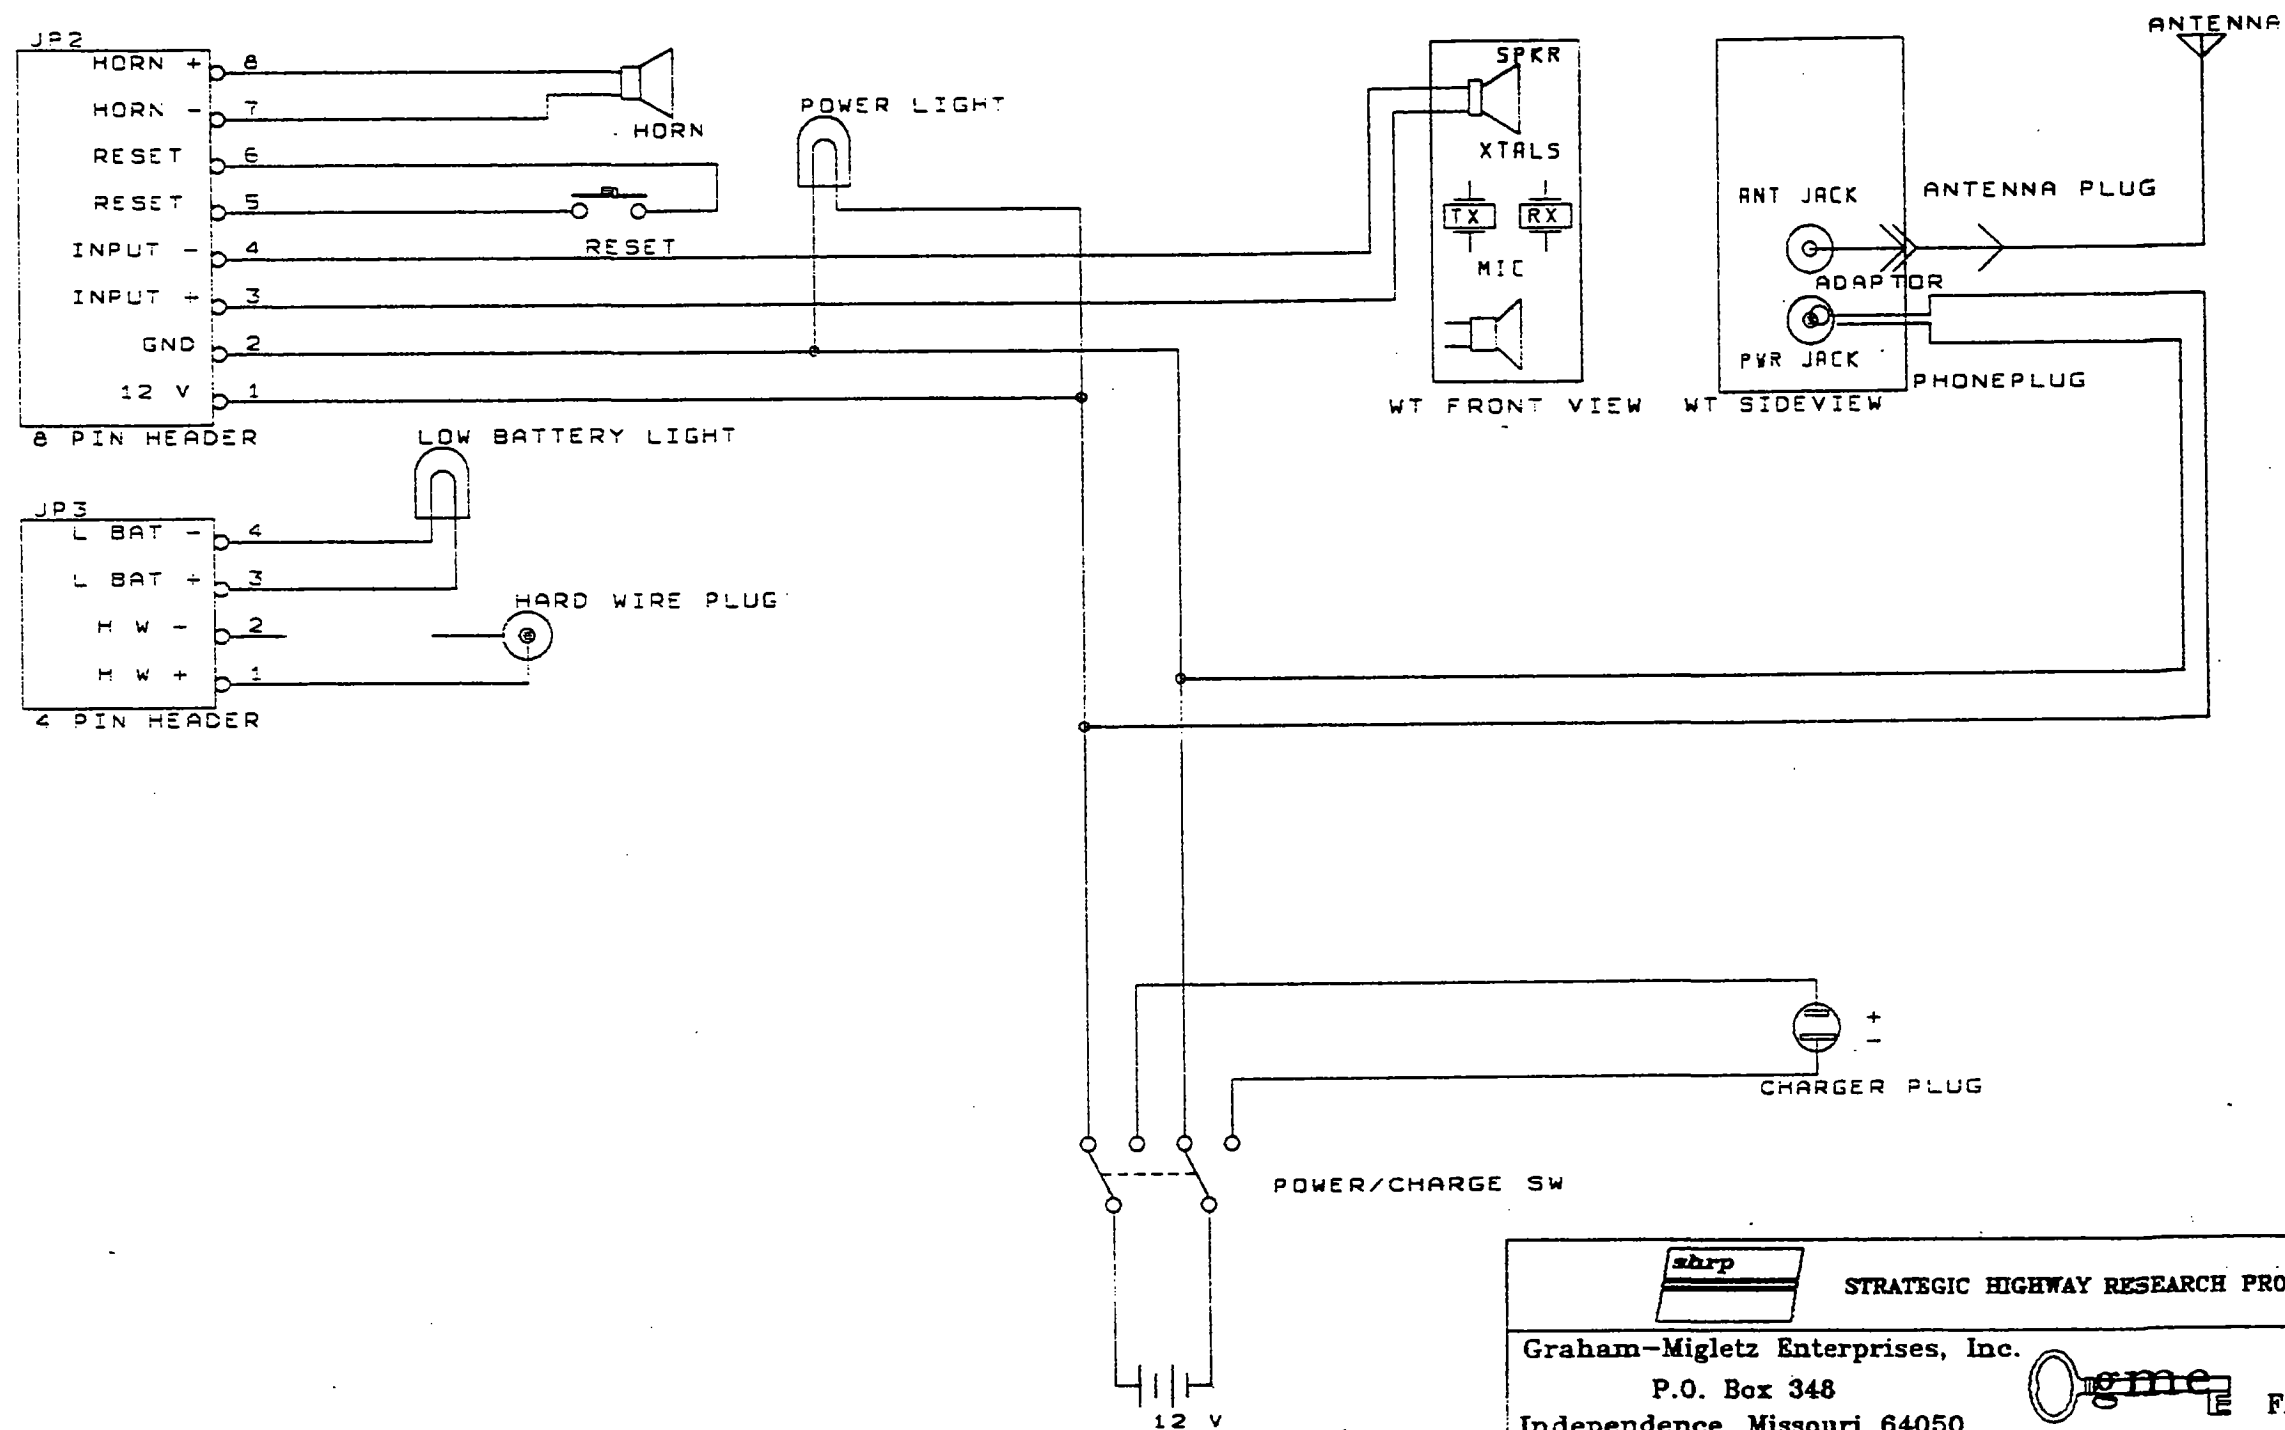 JP2
HORN +
8
HORN -
7
HORN
RESET
6
RESET
5
RESET
INPUT -
4
INPUT +
3
GND
2
12 V
1
8 PIN HEADER
POWER LIGHT
SPKR
XTALS
TX
RX
MIC
WT FRONT VIEW
ANTENNA
ANT JACK
ANTENNA PLUG
ADAPTOR
PWR JACK
PHONEPLUG
WT SIDEVIEW
LOW BATTERY LIGHT
JP3
L BAT -
4
L BAT +
3
H W -
2
H W +
1
HARD WIRE PLUG
4 PIN HEADER
+
-
CHARGER PLUG
POWER/CHARGE SW
12 V
shrp
STRATEGIC HIGHWAY RESEARCH PRO
Graham-Migletz Enterprises, Inc.
P.O. Box 348
Independence, Missouri 64050
gme